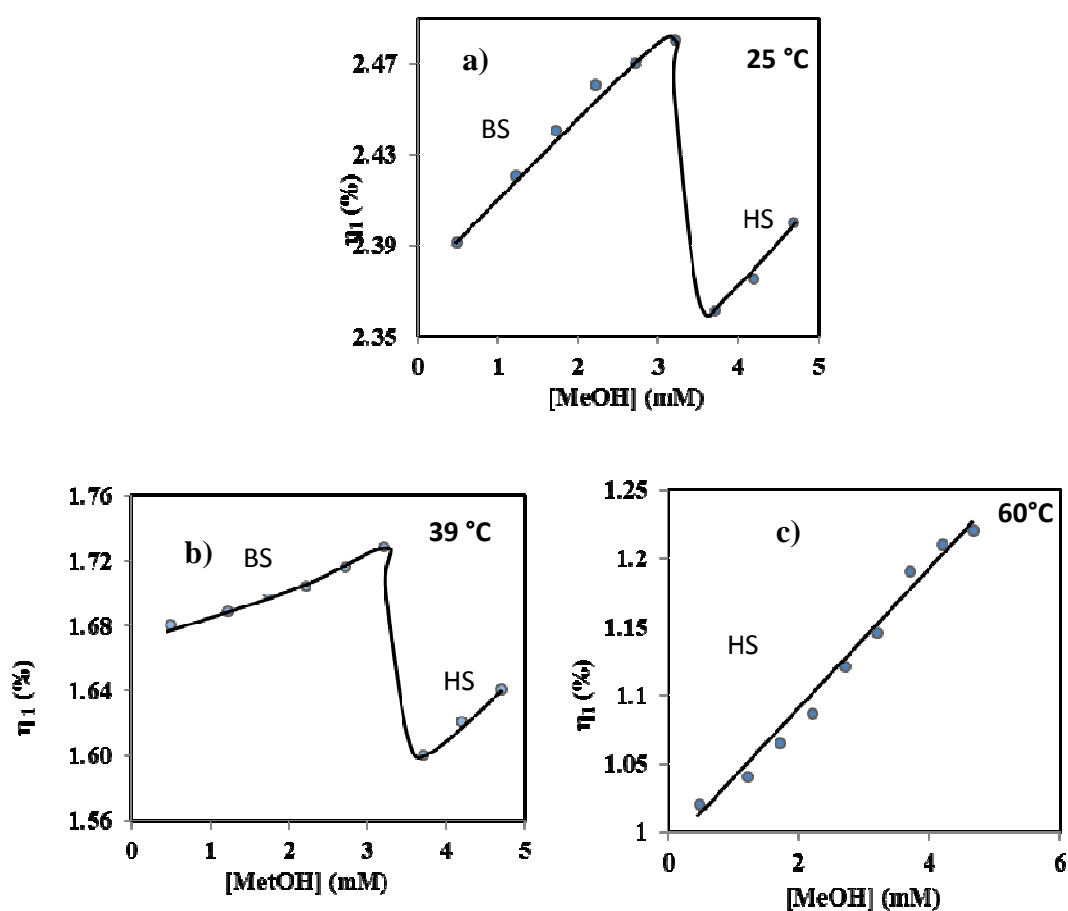 a)
25 °C
BS
HS
2.47
2.43
2.39
2.35
η1 (%)
0 1 2 3 4 5
[MeOH] (mM)
b)
39 °C
BS
HS
1.76
1.72
1.68
1.64
1.60
1.56
η 1 (%)
0 1 2 3 4 5
[MetOH] (mM)
c)
60°C
HS
1.25
1.2
1.15
1.1
1.05
1
η1 (%)
0 2 4 6
[MeOH] (mM)